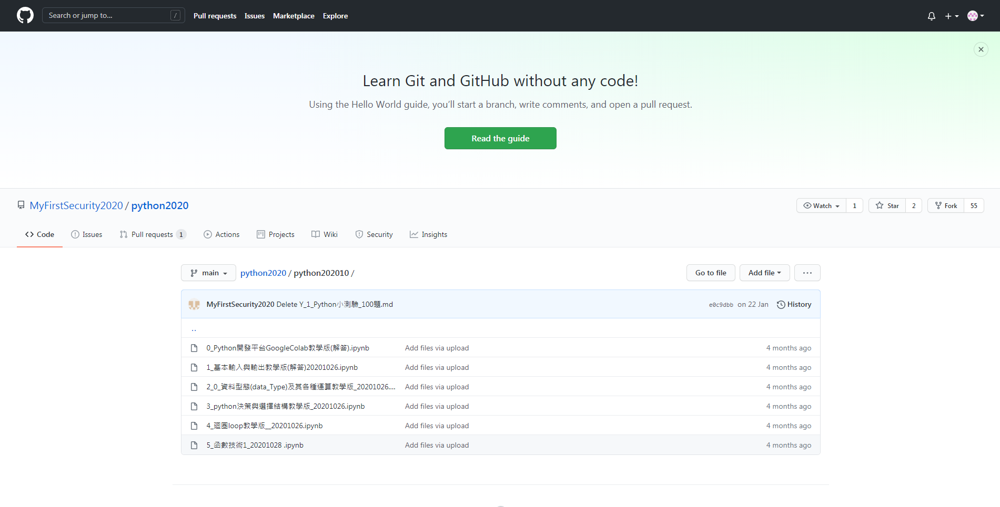 Search or jump to... /
Pull requests Issues Marketplace Explore
Learn Git and GitHub without any code!
Using the Hello World guide, you’ll start a branch, write comments, and open a pull request.
Read the guide
MyFirstSecurity2020 / python2020
Watch 1 Star 2 Fork 55
Code Issues Pull requests 1 Actions Projects Wiki Security Insights
main python2020 / python202010 /
Go to file Add file ...
MyFirstSecurity2020 Delete Y_1_Python小測驗_100題.md e0c9dbb on 22 Jan History
..
0_Python開發平台GoogleColab教學版(解答).ipynb Add files via upload 4 months ago
1_基本輸入與輸出教學版(解答)20201026.ipynb Add files via upload 4 months ago
2_0_資料型態(data_Type)及其各種運算教學版_20201026.... Add files via upload 4 months ago
3_python決策與選擇結構教學版_20201026.ipynb Add files via upload 4 months ago
4_迴圈loop教學版__20201026.ipynb Add files via upload 4 months ago
5_函數技術1_20201028 .ipynb Add files via upload 4 months ago